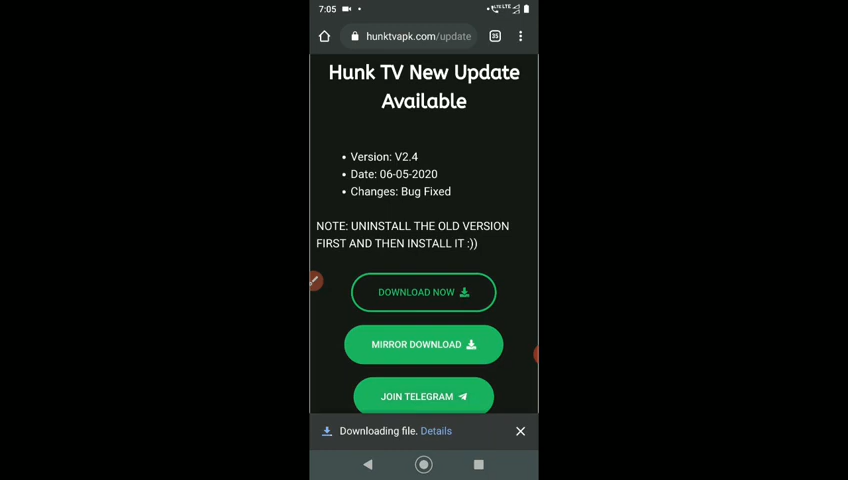 7:05
LTE LTE
hunktvapk.com/update
35
Hunk TV New Update
Available
• Version: V2.4
• Date: 06-05-2020
• Changes: Bug Fixed
NOTE: UNINSTALL THE OLD VERSION
FIRST AND THEN INSTALL IT :))
DOWNLOAD NOW
MIRROR DOWNLOAD
JOIN TELEGRAM
Downloading file. Details